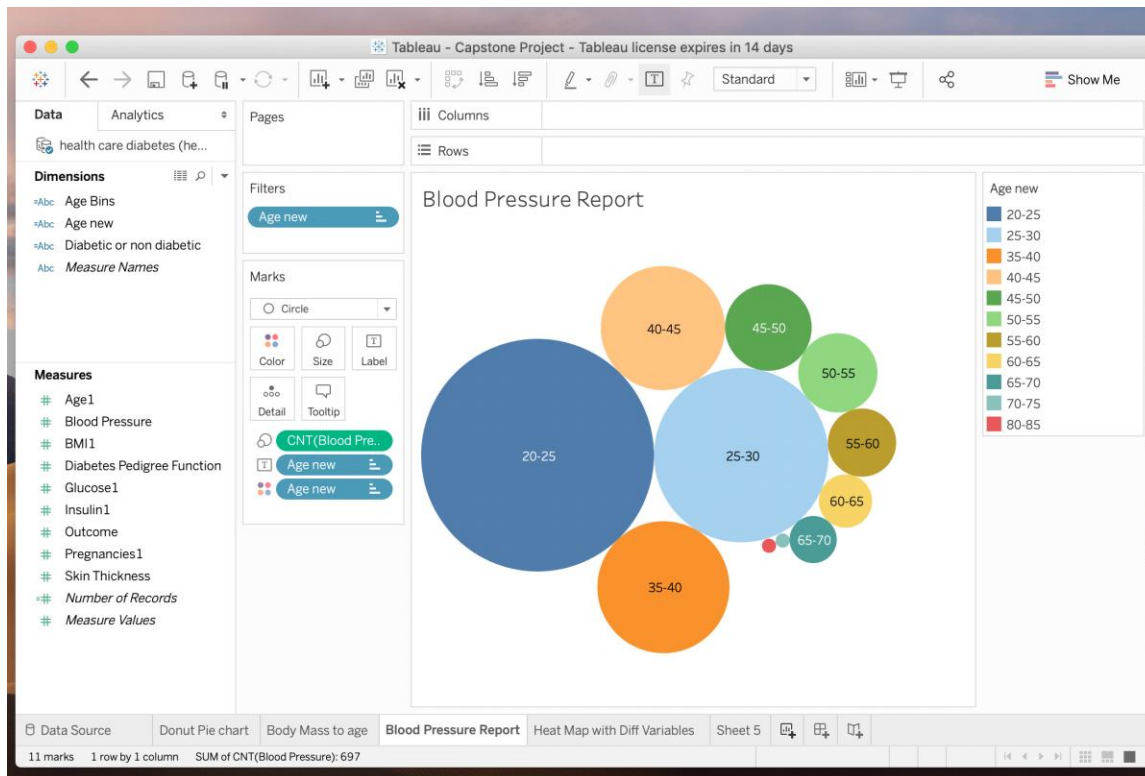 Tableau - Capstone Project - Tableau license expires in 14 days
Standard
Show Me
Data
Analytics
Pages
Columns
health care diabetes (he...
Rows
Dimensions
Filters
Abc Age Bins
Age new
Abc Age new
Abc Diabetic or non diabetic
Abc Measure Names
Marks
Circle
Color
Size
Label
Detail
Tooltip
CNT(Blood Pre..
Age new
Age new
Measures
Age1
Blood Pressure
BMI1
Diabetes Pedigree Function
Glucose1
Insulin1
Outcome
Pregnancies1
Skin Thickness
Number of Records
Measure Values
Blood Pressure Report
40-45
45-50
50-55
20-25
25-30
55-60
60-65
65-70
35-40
Age new
20-25
25-30
35-40
40-45
45-50
50-55
55-60
60-65
65-70
70-75
80-85
Data Source
Donut Pie chart
Body Mass to age
Blood Pressure Report
Heat Map with Diff Variables
Sheet 5
11 marks
1 row by 1 column
SUM of CNT(Blood Pressure): 697